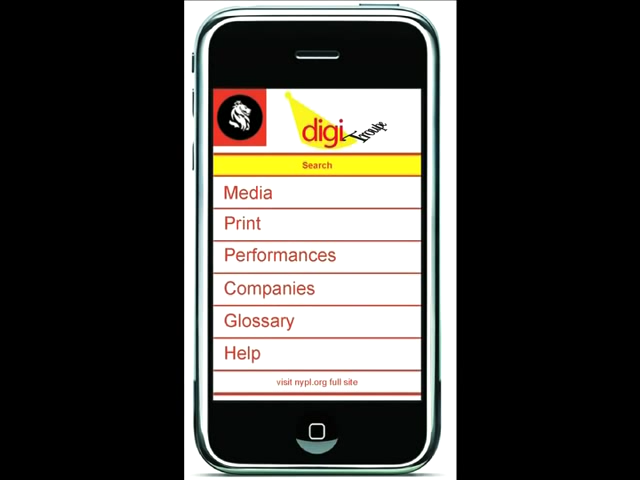 digi
Troupe
Search
Media
Print
Performances
Companies
Glossary
Help
visit nypl.org full site